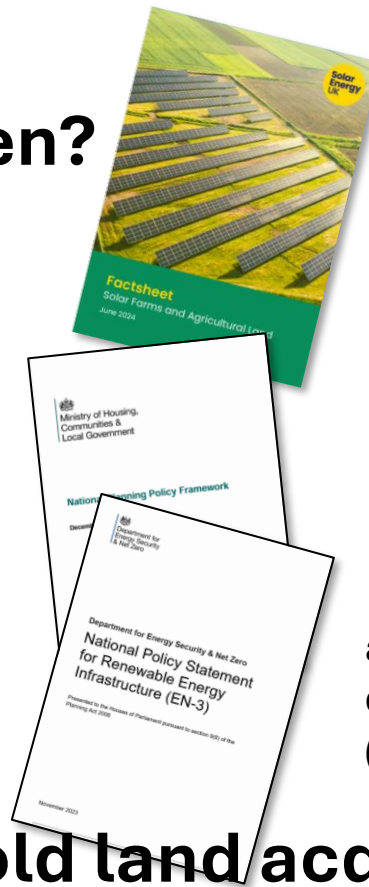 en?
Solar
Energy
UK
Factsheet
Solar Farms and Agricultural Land
June 2024
Ministry of Housing,
Communities &
Local Government
National Planning Policy Framework
Department for
Energy Security
& Net Zero
Department for Energy Security & Net Zero
National Policy Statement
for Renewable Energy
Infrastructure (EN-3)
Presented to the Houses of Parliament pursuant to section 9(8) of the
Planning Act 2008
November 2023
old land acq